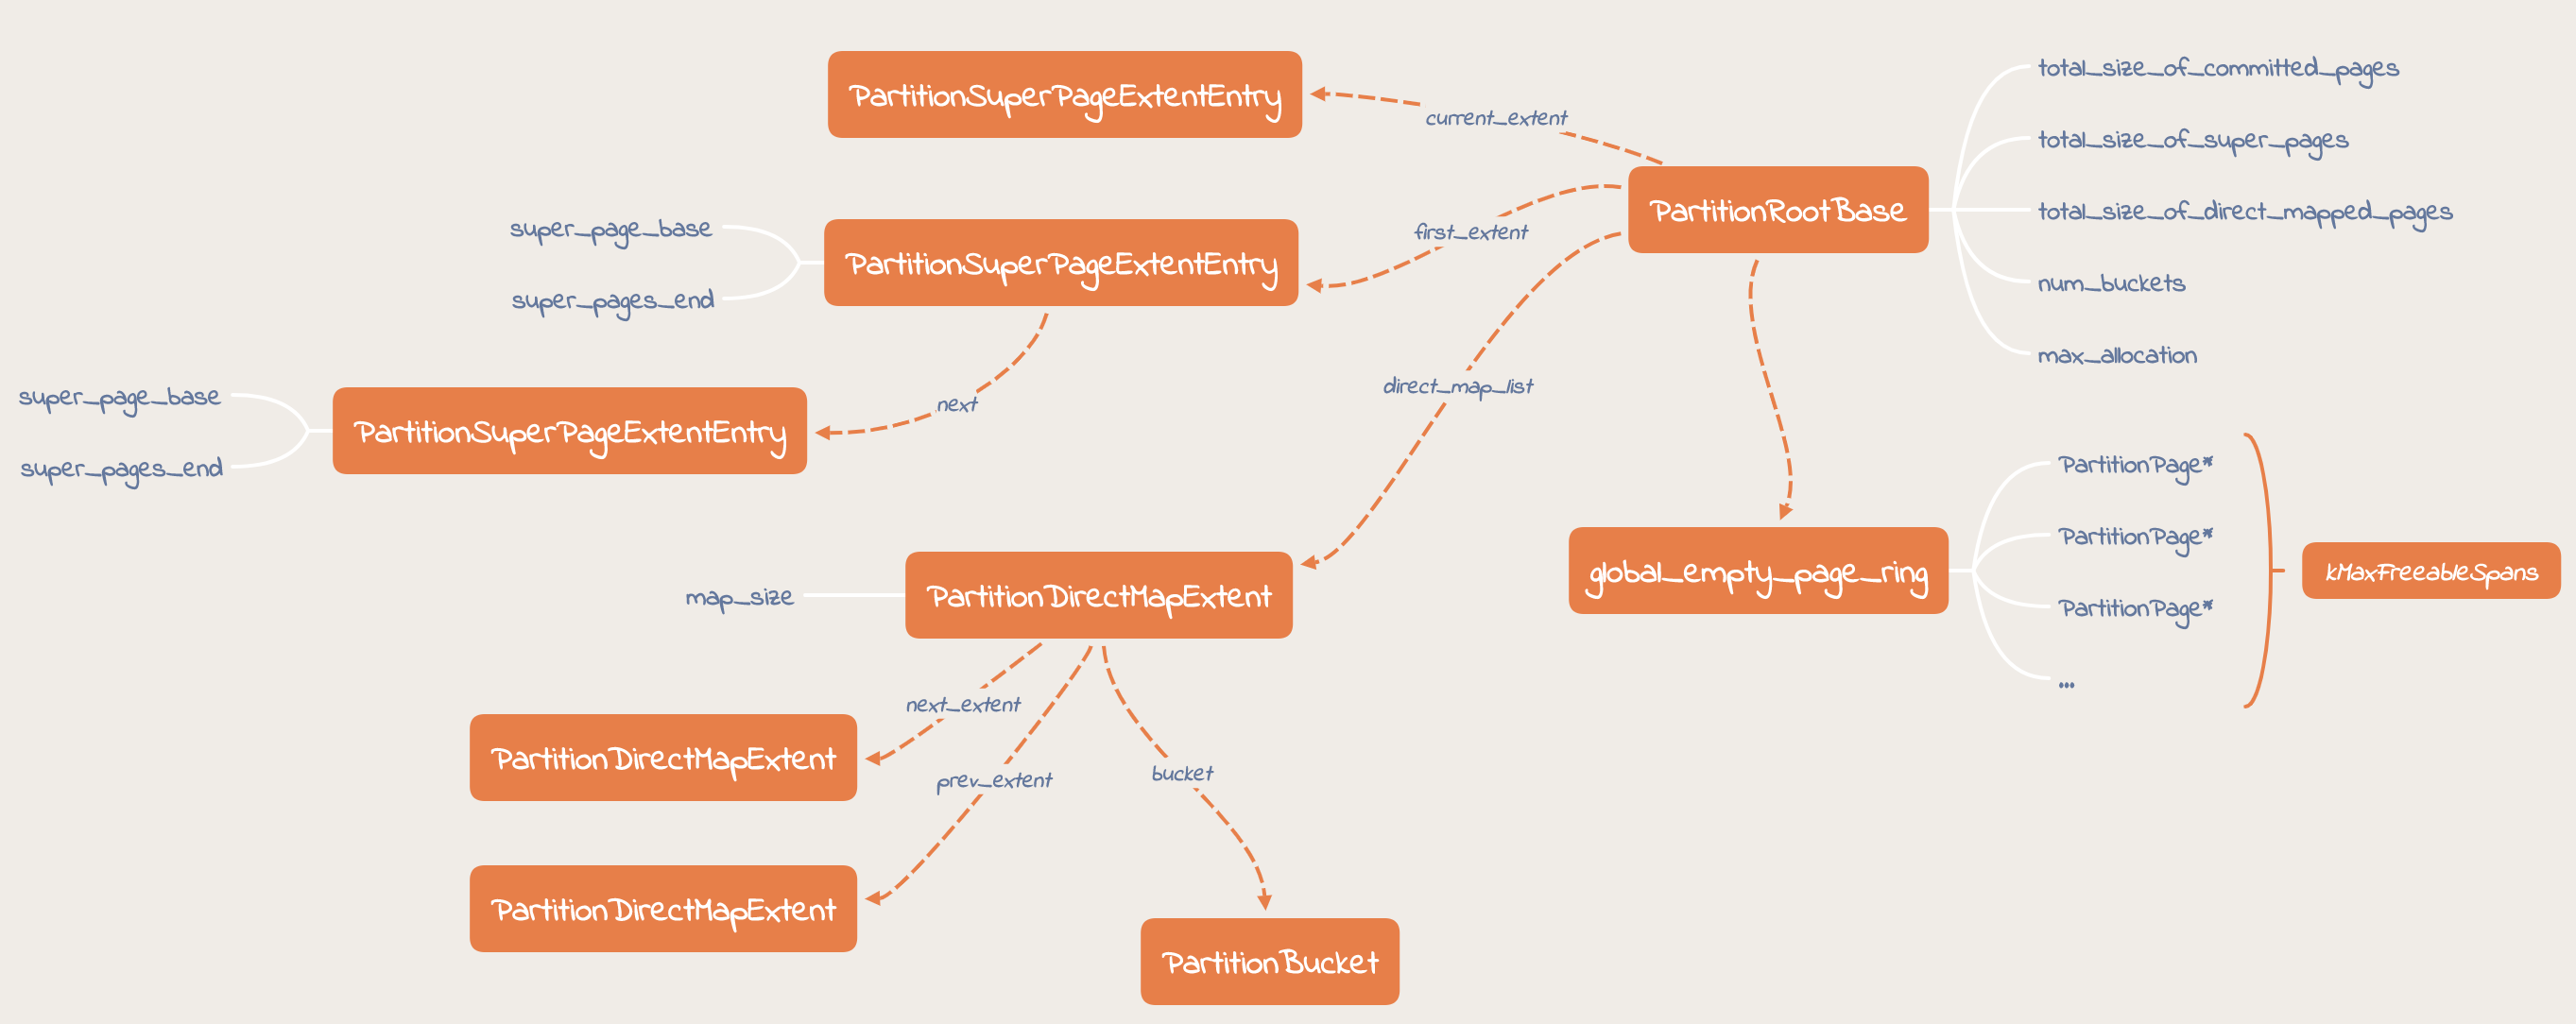 PartitionSuperPageExtentEntry
current_extent
PartitionRootBase
total_size_of_committed_pages
total_size_of_super_pages
total_size_of_direct_mapped_pages
num_buckets
max_allocation
super_page_base
super_pages_end
PartitionSuperPageExtentEntry
first_extent
next
super_page_base
super_pages_end
PartitionSuperPageExtentEntry
direct_map_list
map_size
PartitionDirectMapExtent
global_empty_page_ring
PartitionPage*
PartitionPage*
PartitionPage*
...
kMaxFreeableSpans
next_extent
PartitionDirectMapExtent
prev_extent
bucket
PartitionDirectMapExtent
PartitionBucket